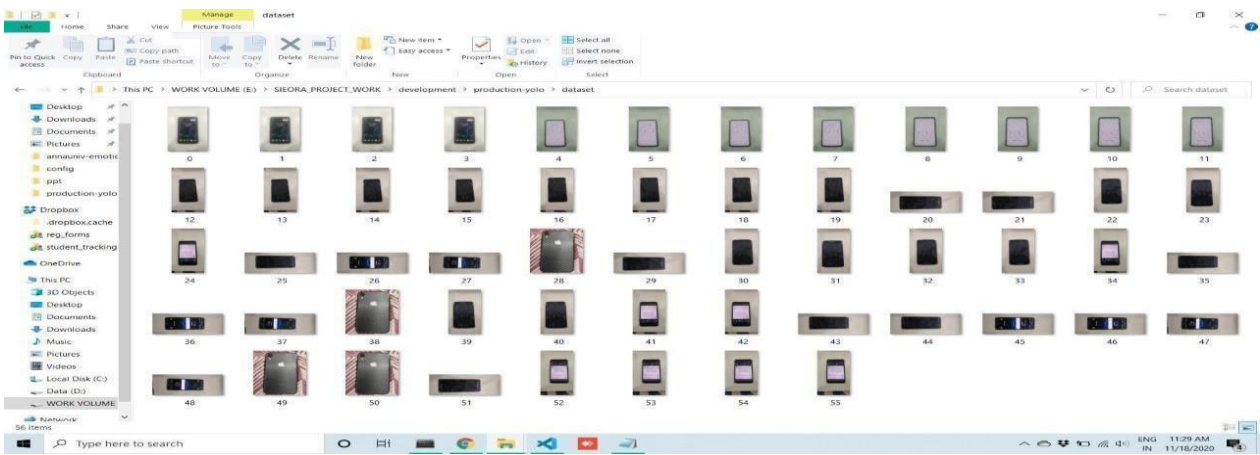 Manage dataset
File Home Share View Picture Tools
Pin to Quick access
Copy
Paste
Cut
Copy path
Paste shortcut
Move to
Copy to
Delete
Rename
New folder
New item
Easy access
Properties
Open
Edit
History
Select all
Select none
Invert selection
Clipboard Organize New Open Select
This PC > WORK VOLUME (E:) > SIEORA_PROJECT_WORK > development > production-yolo > dataset
Search dataset
Desktop
Downloads
Documents
Pictures
annauniv-emotic
config
ppt
production-yolo
Dropbox
.dropbox.cache
reg_forms
student_tracking
OneDrive
This PC
3D Objects
Desktop
Documents
Downloads
Music
Pictures
Videos
Local Disk (C:)
Data (D:)
WORK VOLUME
Network
0 1 2 3 4 5 6 7 8 9 10 11
12 13 14 15 16 17 18 19 20 21 22 23
24 25 26 27 28 29 30 31 32 33 34 35
36 37 38 39 40 41 42 43 44 45 46 47
48 49 50 51 52 53 54 55
56 items
Type here to search
ENG 11:29 AM
IN 11/18/2020